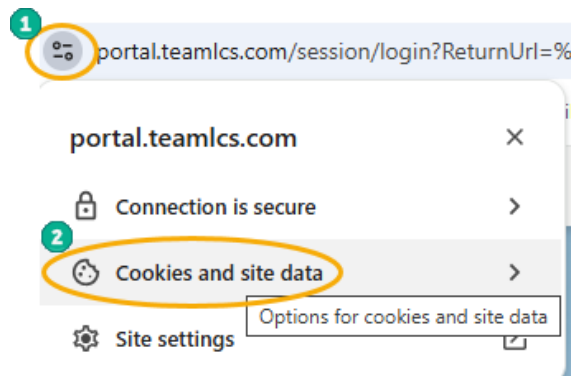 1
portal.teamlcs.com/session/login?ReturnUrl=%
portal.teamlcs.com
Connection is secure
2
Cookies and site data
Options for cookies and site data
Site settings